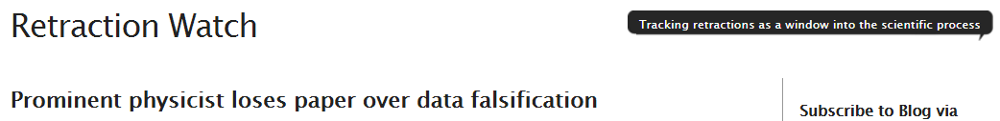 Retraction Watch
Tracking retractions as a window into the scientific process
Prominent physicist loses paper over data falsification
Subscribe to Blog via